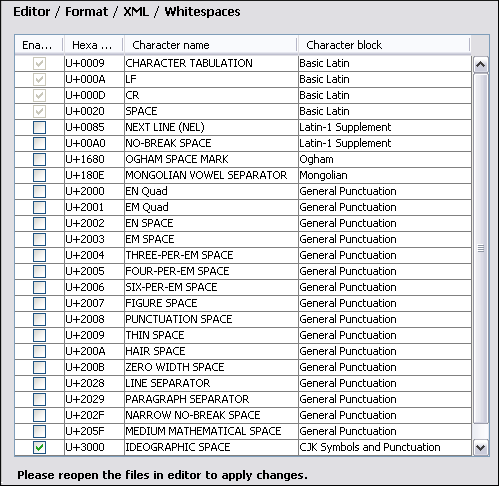 Editor / Format / XML / Whitespaces
Ena... Hexa ... Character name Character block
U+0009 CHARACTER TABULATION Basic Latin
U+000A LF Basic Latin
U+000D CR Basic Latin
U+0020 SPACE Basic Latin
U+0085 NEXT LINE (NEL) Latin-1 Supplement
U+00A0 NO-BREAK SPACE Latin-1 Supplement
U+1680 OGHAM SPACE MARK Ogham
U+180E MONGOLIAN VOWEL SEPARATOR Mongolian
U+2000 EN Quad General Punctuation
U+2001 EM Quad General Punctuation
U+2002 EN SPACE General Punctuation
U+2003 EM SPACE General Punctuation
U+2004 THREE-PER-EM SPACE General Punctuation
U+2005 FOUR-PER-EM SPACE General Punctuation
U+2006 SIX-PER-EM SPACE General Punctuation
U+2007 FIGURE SPACE General Punctuation
U+2008 PUNCTUATION SPACE General Punctuation
U+2009 THIN SPACE General Punctuation
U+200A HAIR SPACE General Punctuation
U+200B ZERO WIDTH SPACE General Punctuation
U+2028 LINE SEPARATOR General Punctuation
U+2029 PARAGRAPH SEPARATOR General Punctuation
U+202F NARROW NO-BREAK SPACE General Punctuation
U+205F MEDIUM MATHEMATICAL SPACE General Punctuation
U+3000 IDEOGRAPHIC SPACE CJK Symbols and Punctuation
Please reopen the files in editor to apply changes.